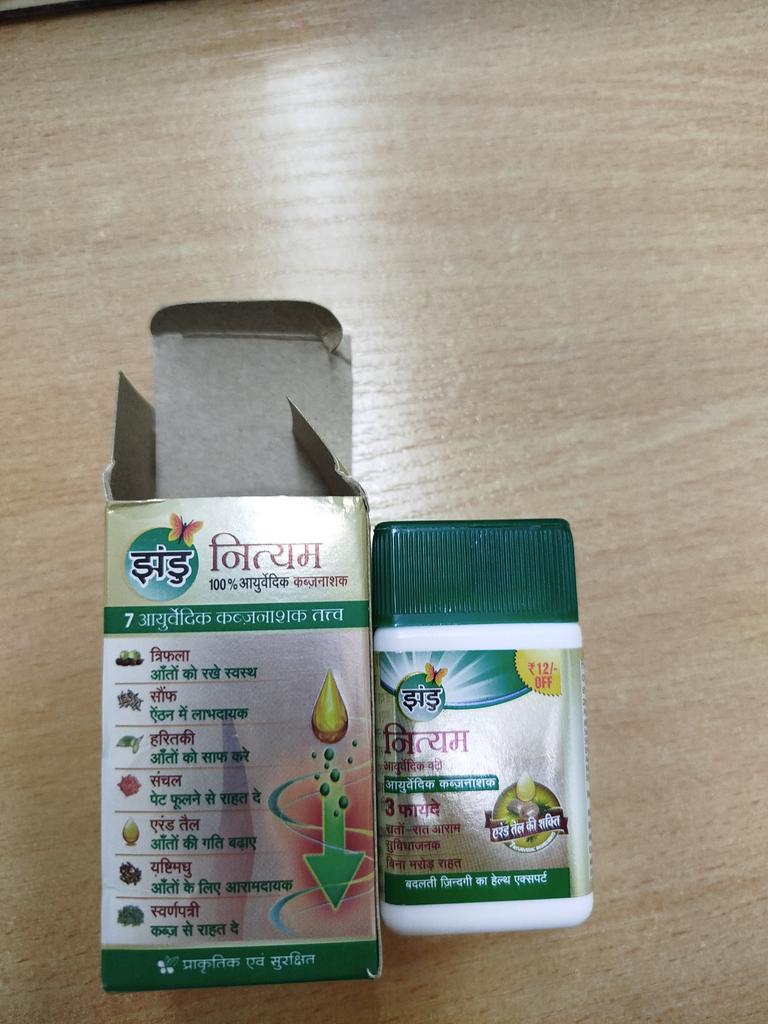 झंडु
नित्यम
100% आयुर्वेदिक कब्ज़नाशक
7 आयुर्वेदिक कब्ज़नाशक तत्त्व
त्रिफला
आँतों को रखे स्वस्थ
सौंफ
ऐंठन में लाभदायक
हरितकी
आँतों को साफ करे
संचल
पेट फूलने से राहत दे
एरंड तैल
आँतों की गति बढ़ाए
यष्टिमधु
आँतों के लिए आरामदायक
स्वर्णपत्री
कब्ज़ से राहत दे
प्राकृतिक एवं सुरक्षित
₹12/-
OFF
झंडु
नित्यम
आयुर्वेदिक वटी
आयुर्वेदिक कब्ज़नाशक
3 फायदे
रातों-रात आराम
सुविधाजनक
बिना मरोड़ राहत
एरंड तैल की शक्ति
बदलती ज़िन्दगी का हेल्थ एक्सपर्ट